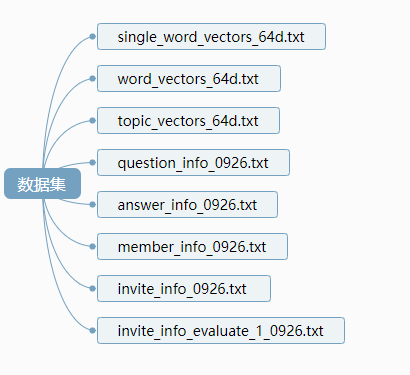 single_word_vectors_64d.txt
word_vectors_64d.txt
topic_vectors_64d.txt
question_info_0926.txt
数据集
answer_info_0926.txt
member_info_0926.txt
invite_info_0926.txt
invite_info_evaluate_1_0926.txt